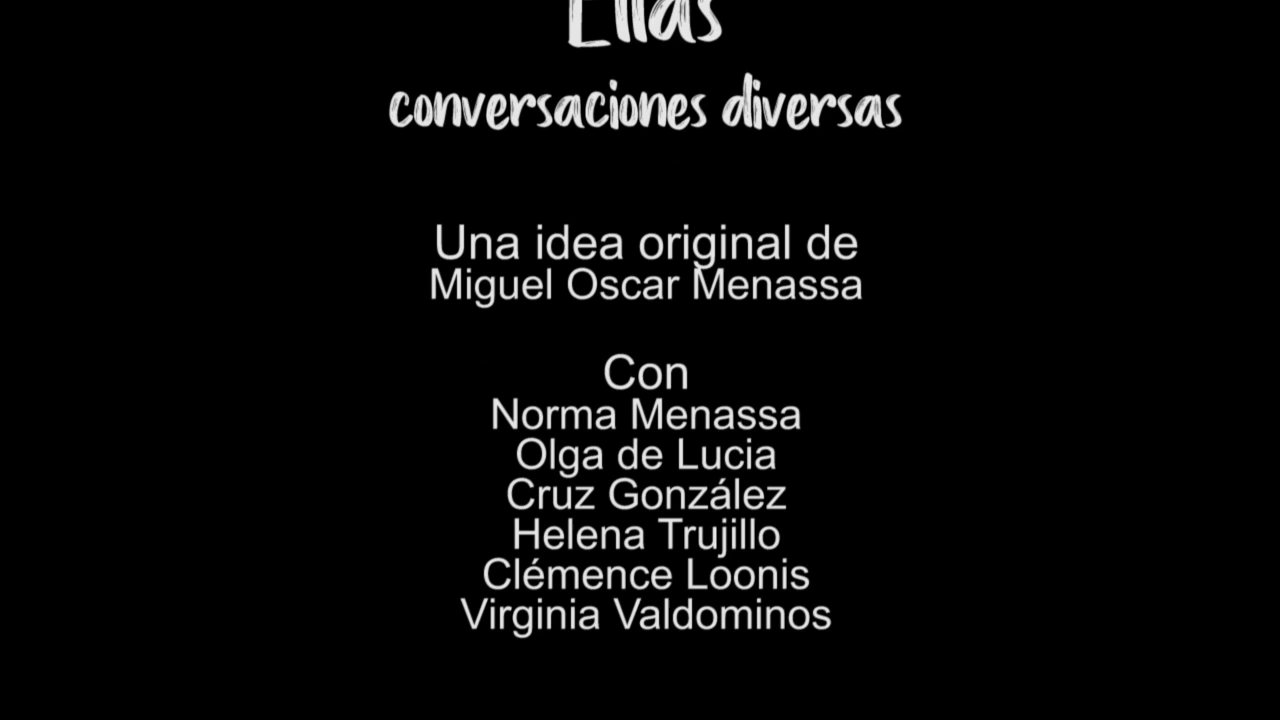 Ellas
conversaciones diversas
Una idea original de
Miguel Oscar Menassa
Con
Norma Menassa
Olga de Lucia
Cruz González
Helena Trujillo
Clémence Loonis
Virginia Valdominos